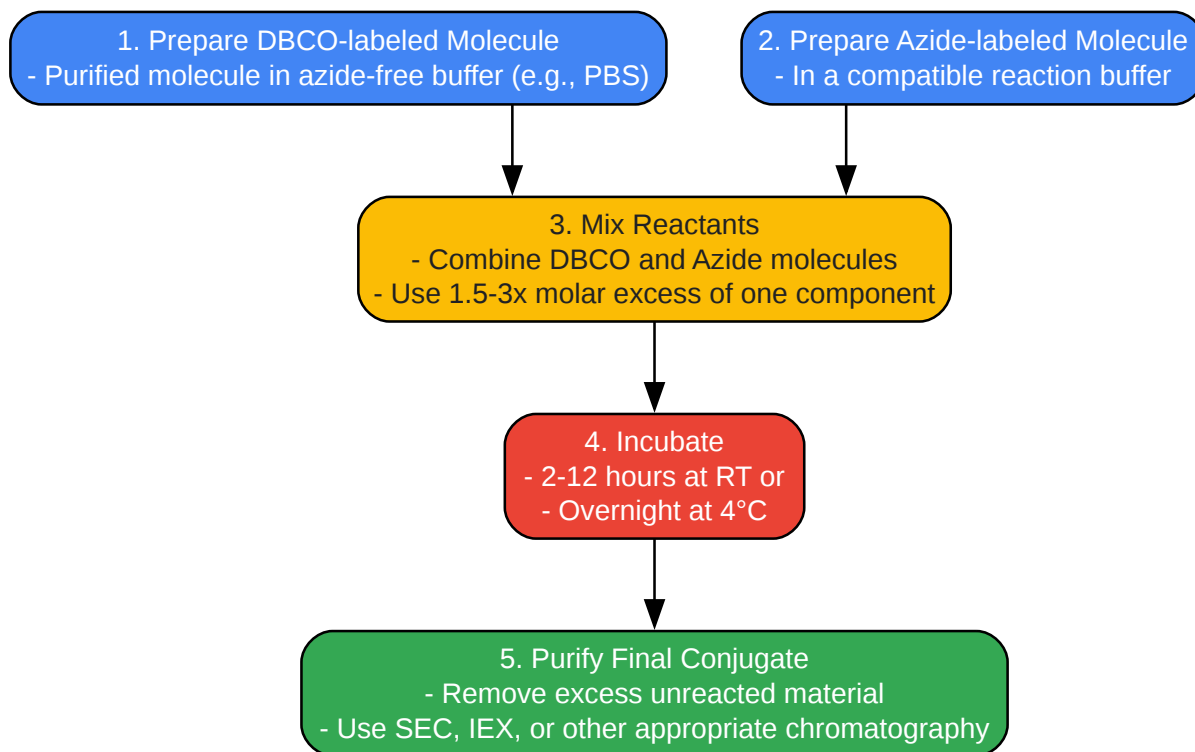 1. Prepare DBCO-labeled Molecule
- Purified molecule in azide-free buffer (e.g., PBS)
2. Prepare Azide-labeled Molecule
- In a compatible reaction buffer
3. Mix Reactants
- Combine DBCO and Azide molecules
- Use 1.5-3x molar excess of one component
4. Incubate
- 2-12 hours at RT or
- Overnight at 4°C
5. Purify Final Conjugate
- Remove excess unreacted material
- Use SEC, IEX, or other appropriate chromatography